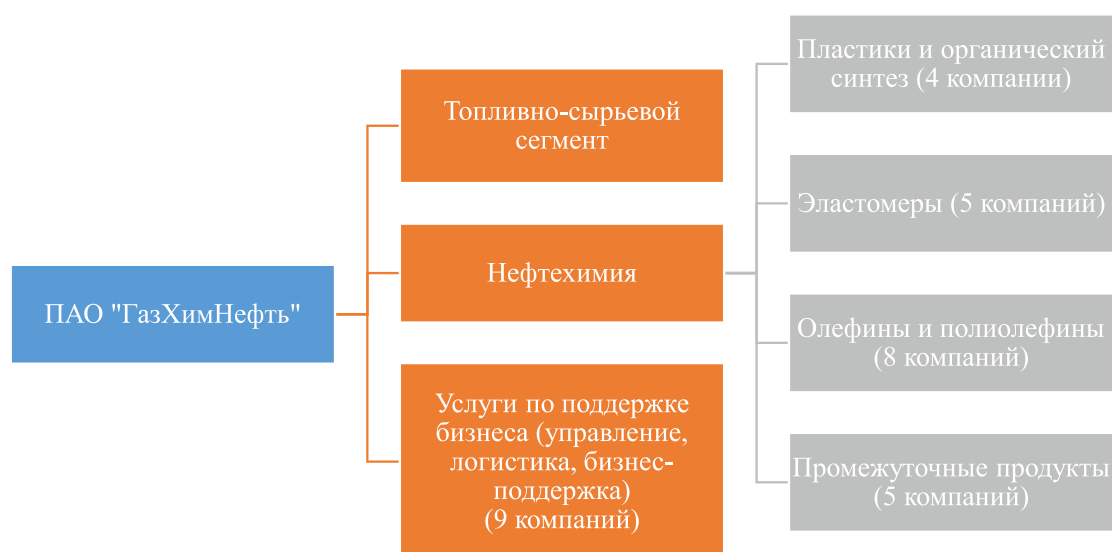 ПАО "ГазХимНефть"
Топливно-сырьевой
сегмент
Нефтехимия
Услуги по поддержке
бизнеса (управление,
логистика, бизнес-
поддержка)
(9 компаний)
Пластики и органический
синтез (4 компании)
Эластомеры (5 компаний)
Олефины и полиолефины
(8 компаний)
Промежуточные продукты
(5 компаний)